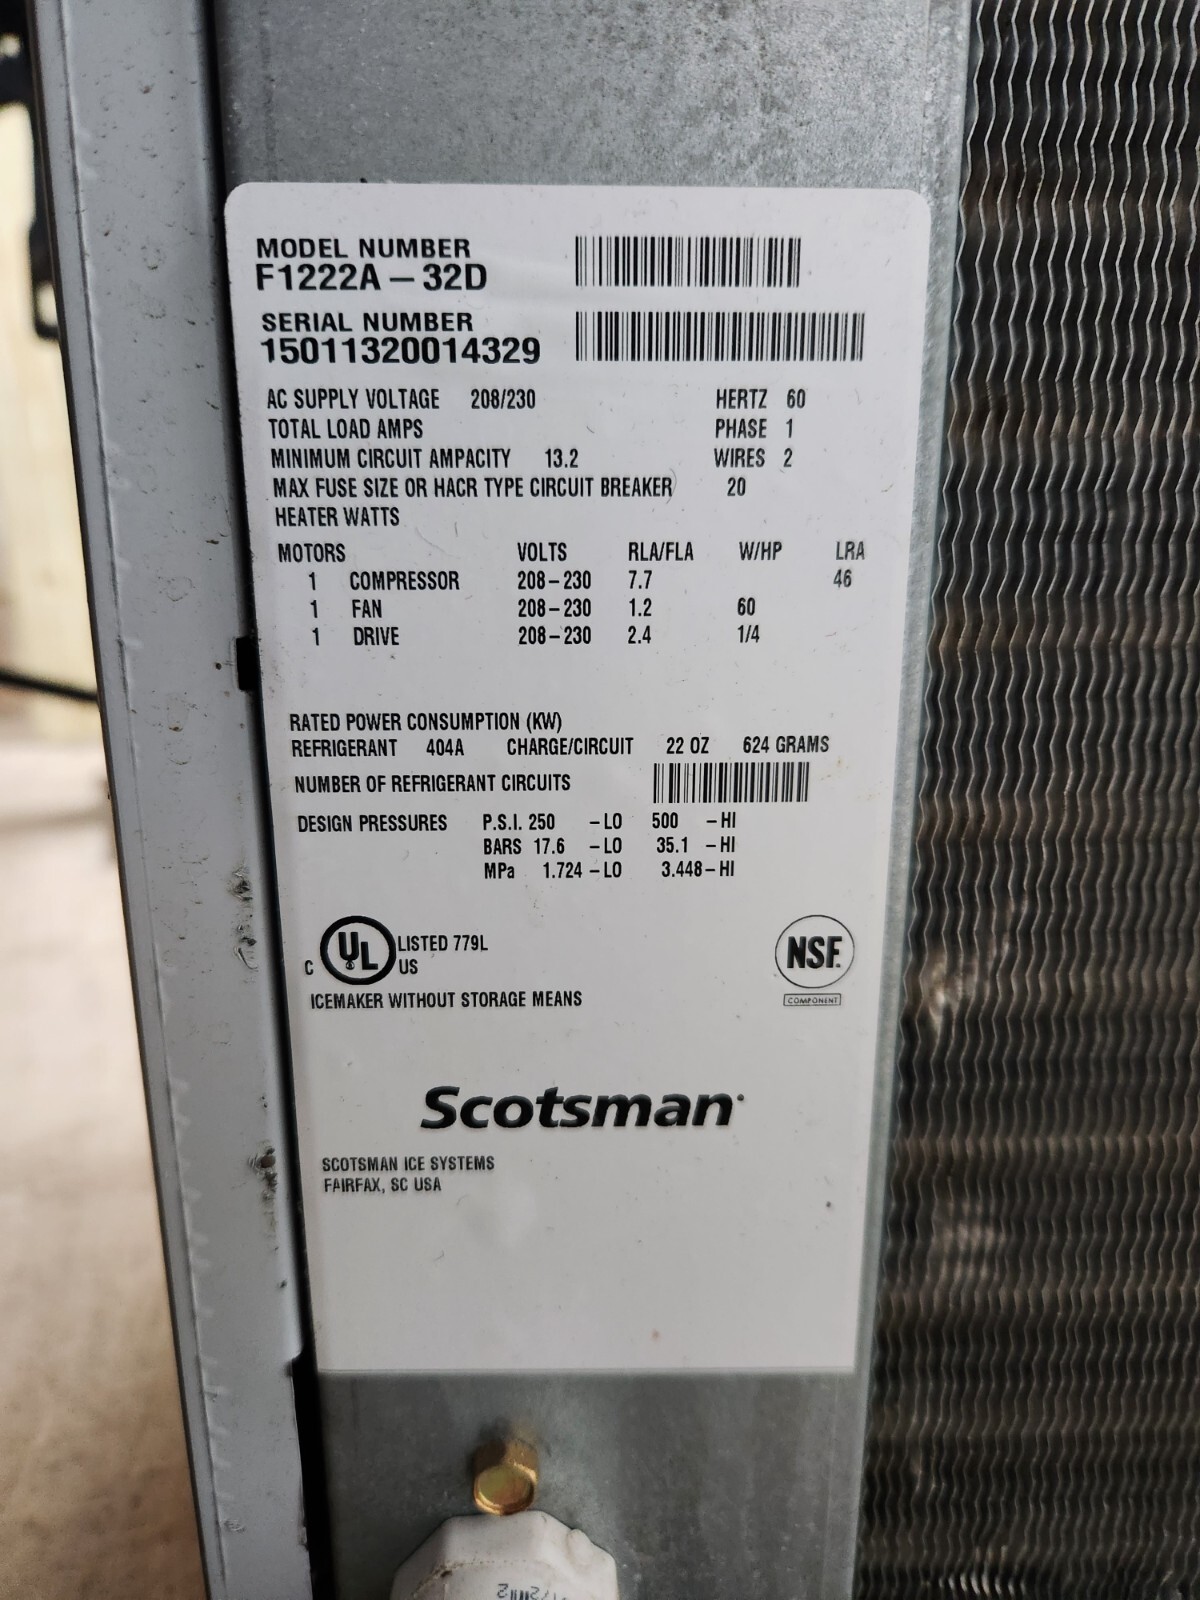 MODEL NUMBER
F1222A – 32D
SERIAL NUMBER
15011320014329
AC SUPPLY VOLTAGE 208/230 HERTZ 60
TOTAL LOAD AMPS PHASE 1
MINIMUM CIRCUIT AMPACITY 13.2 WIRES 2
MAX FUSE SIZE OR HACR TYPE CIRCUIT BREAKER 20
HEATER WATTS
MOTORS VOLTS RLA/FLA W/HP LRA
1 COMPRESSOR 208–230 7.7 46
1 FAN 208–230 1.2 60
1 DRIVE 208–230 2.4 1/4
RATED POWER CONSUMPTION (KW)
REFRIGERANT 404A CHARGE/CIRCUIT 22 OZ 624 GRAMS
NUMBER OF REFRIGERANT CIRCUITS
DESIGN PRESSURES P.S.I. 250 –LO 500 –HI
BARS 17.6 –LO 35.1 –HI
MPa 1.724 –LO 3.448–HI
C UL LISTED 779L
US
NSF.
COMPONENT
ICEMAKER WITHOUT STORAGE MEANS
Scotsman
SCOTSMAN ICE SYSTEMS
FAIRFAX, SC USA